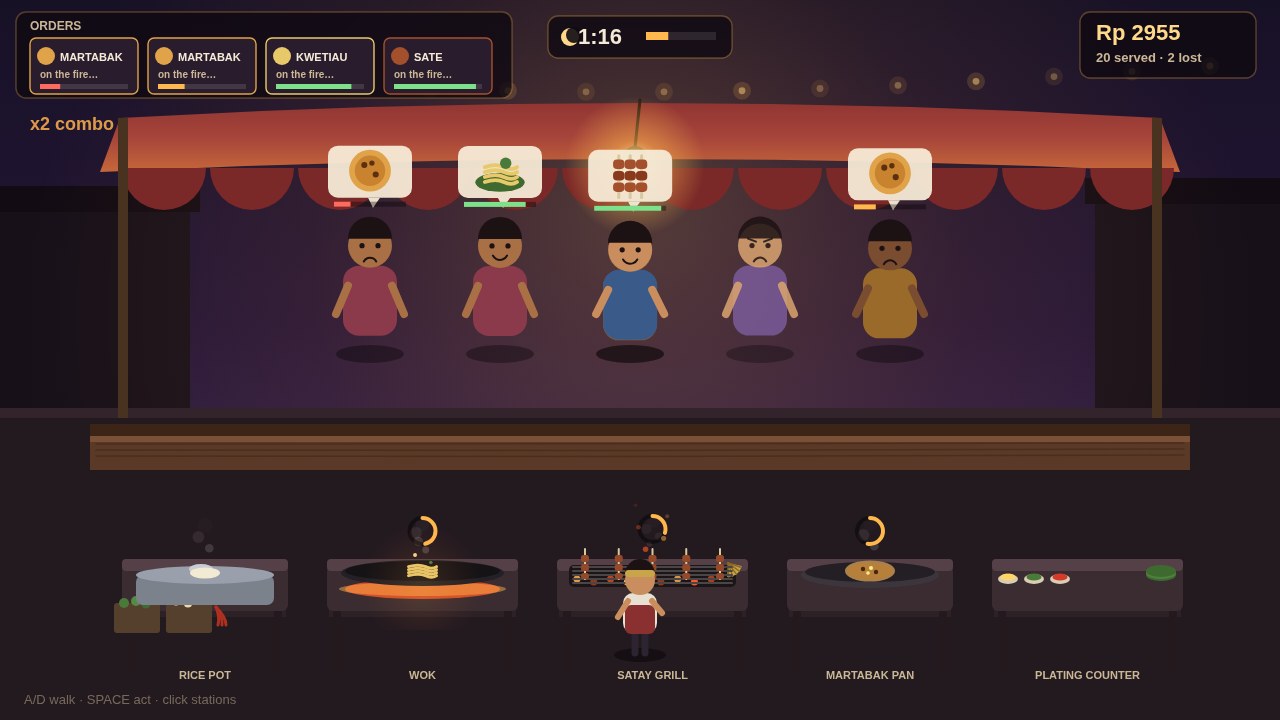 ORDERS
MARTABAK
on the fire…
MARTABAK
on the fire…
KWETIAU
on the fire…
SATE
on the fire…
1:16
Rp 2955
20 served · 2 lost
x2 combo
RICE POT
WOK
SATAY GRILL
MARTABAK PAN
PLATING COUNTER
A/D walk · SPACE act · click stations